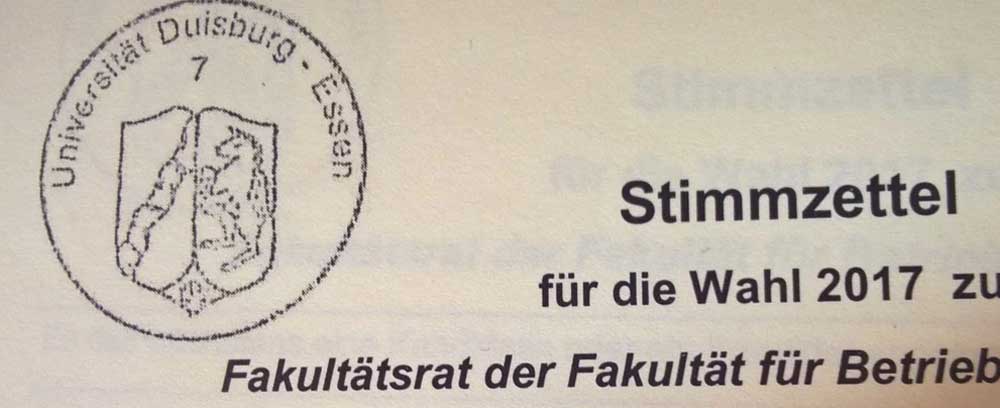 Universität Duisburg - Essen
7
Stimmzettel
für die Wahl 2017 zu
Fakultätsrat der Fakultät für Betrieb